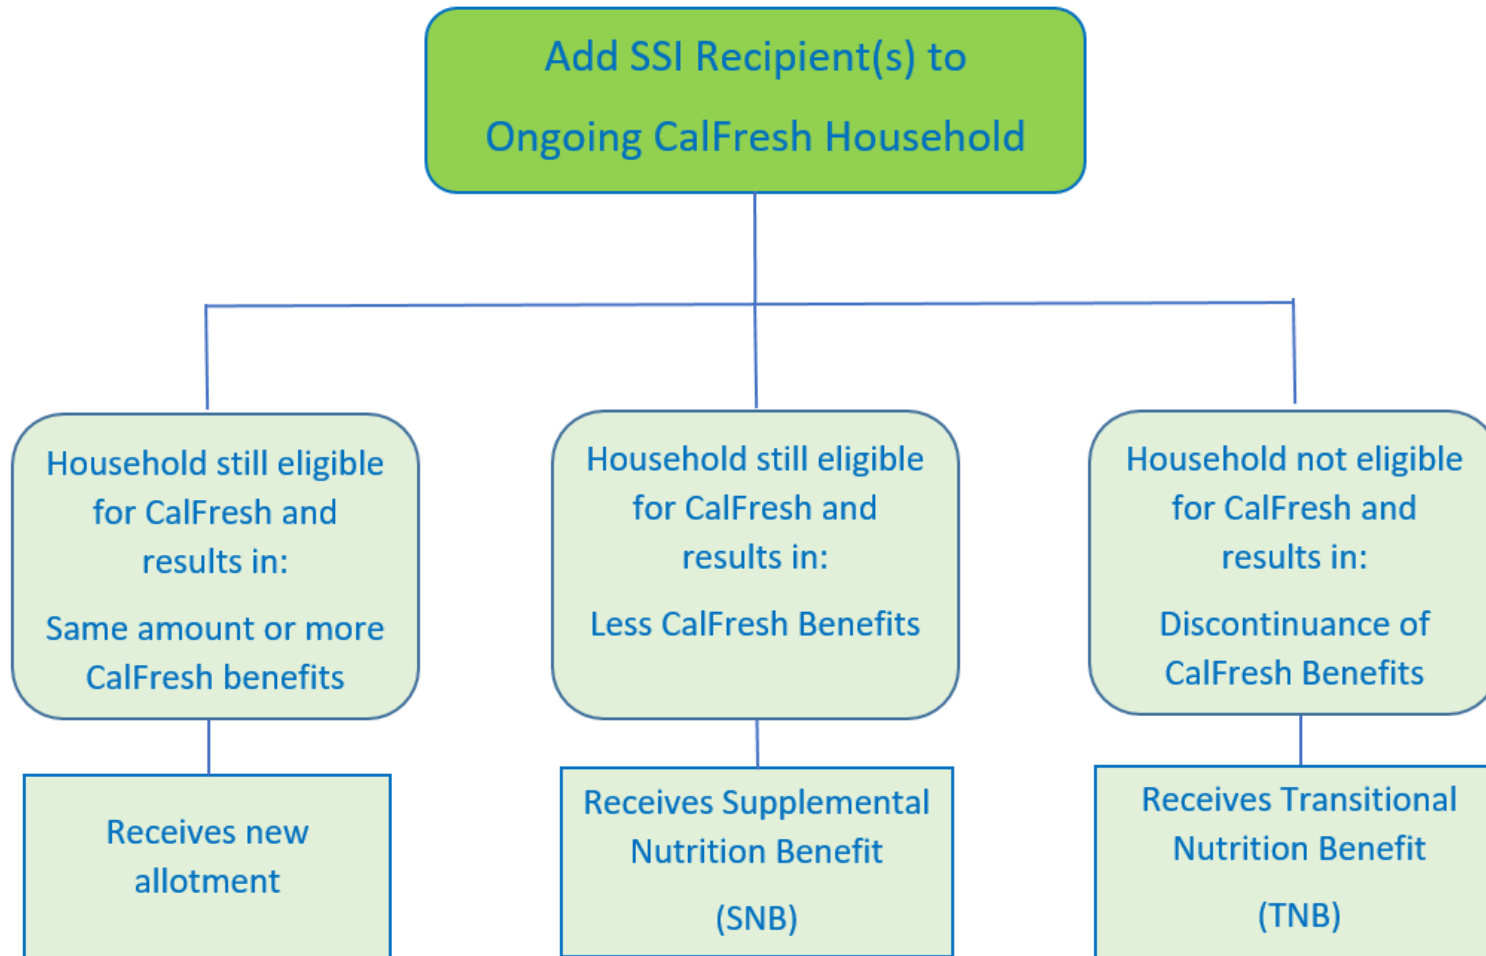 Add SSI Recipient(s) to
Ongoing CalFresh Household
Household still eligible
for CalFresh and
results in:
Same amount or more
CalFresh benefits
Household still eligible
for CalFresh and
results in:
Less CalFresh Benefits
Household not eligible
for CalFresh and
results in:
Discontinuance of
CalFresh Benefits
Receives new
allotment
Receives Supplemental
Nutrition Benefit
(SNB)
Receives Transitional
Nutrition Benefit
(TNB)